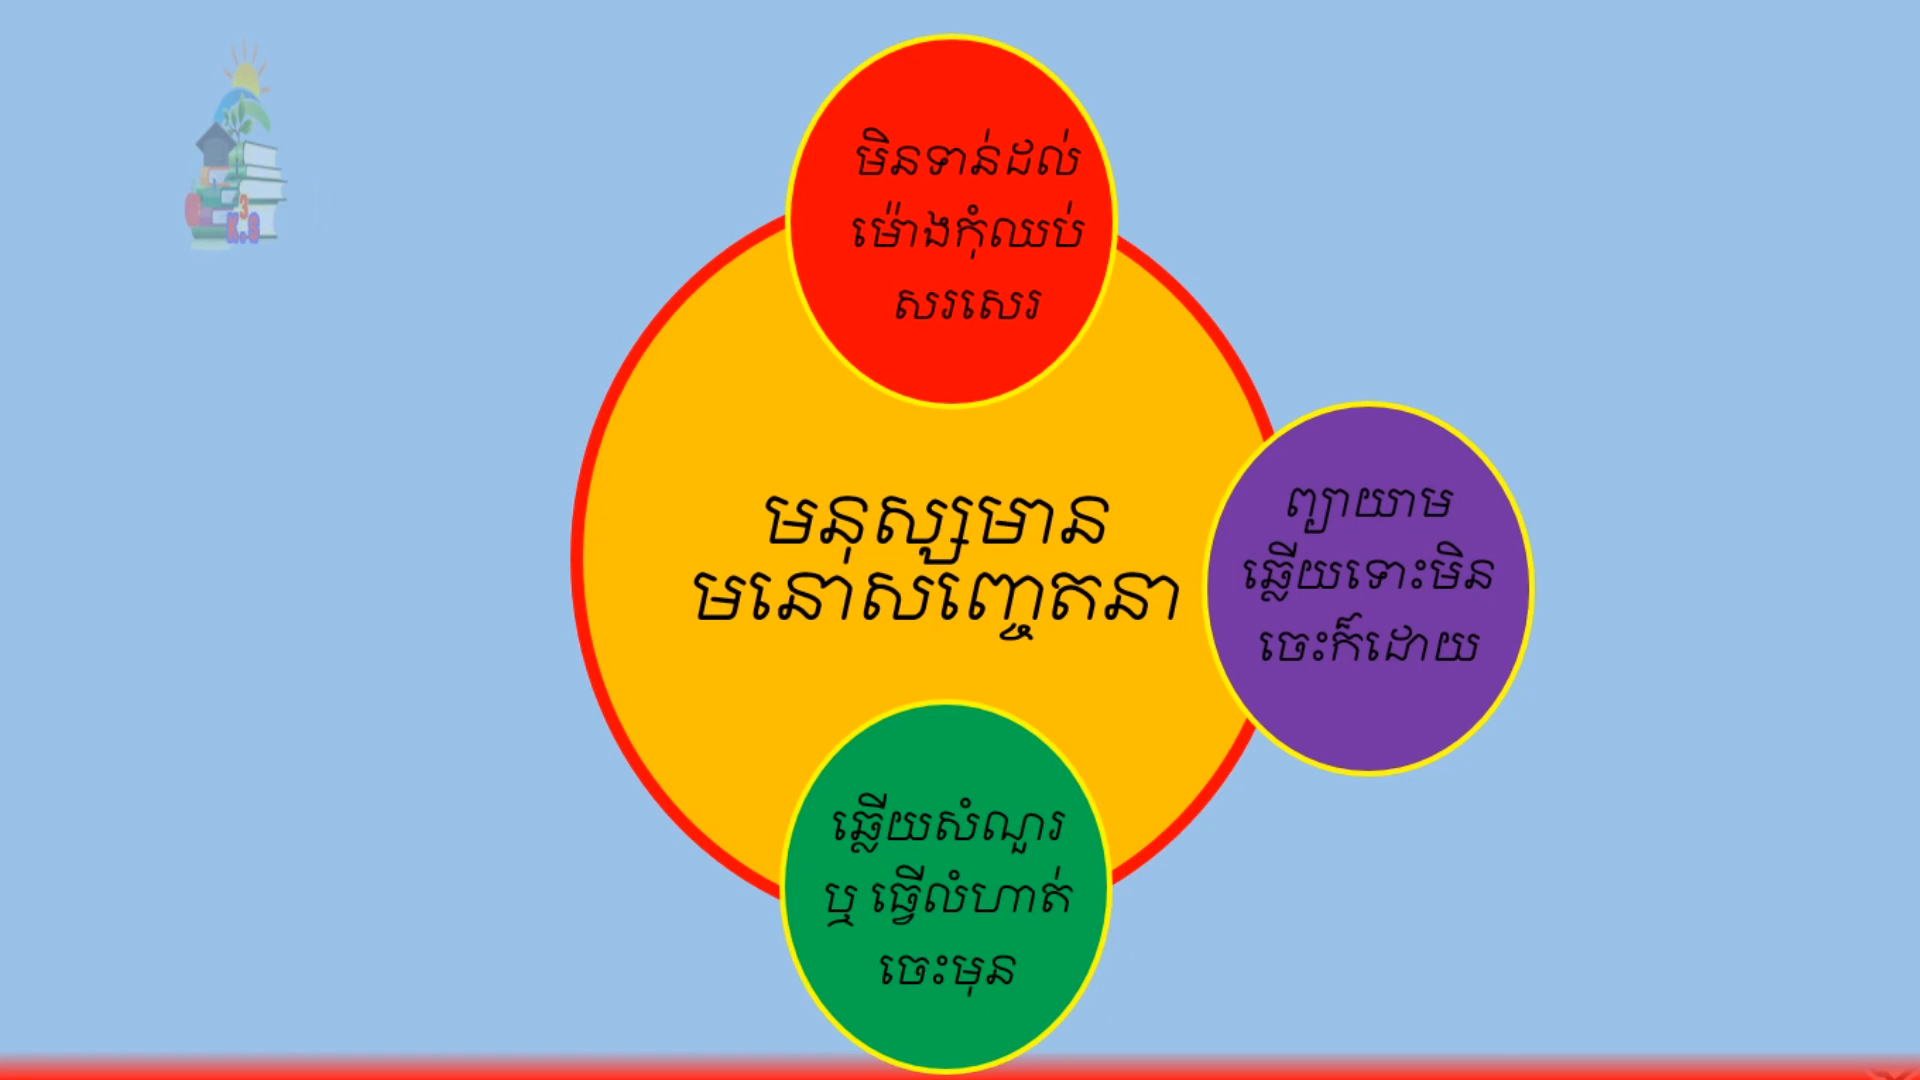 មិនទាន់ដល់
ម៉ោងកុំឈប់
សរសេរ
មនុស្សមាន
មនោសញ្ចេតនា
ព្យាយាម
ឆ្លើយទោះមិន
ចេះក៏ដោយ
ឆ្លើយសំណួរ
ឬ ធ្វើលំហាត់
ចេះមុន
3
K.S